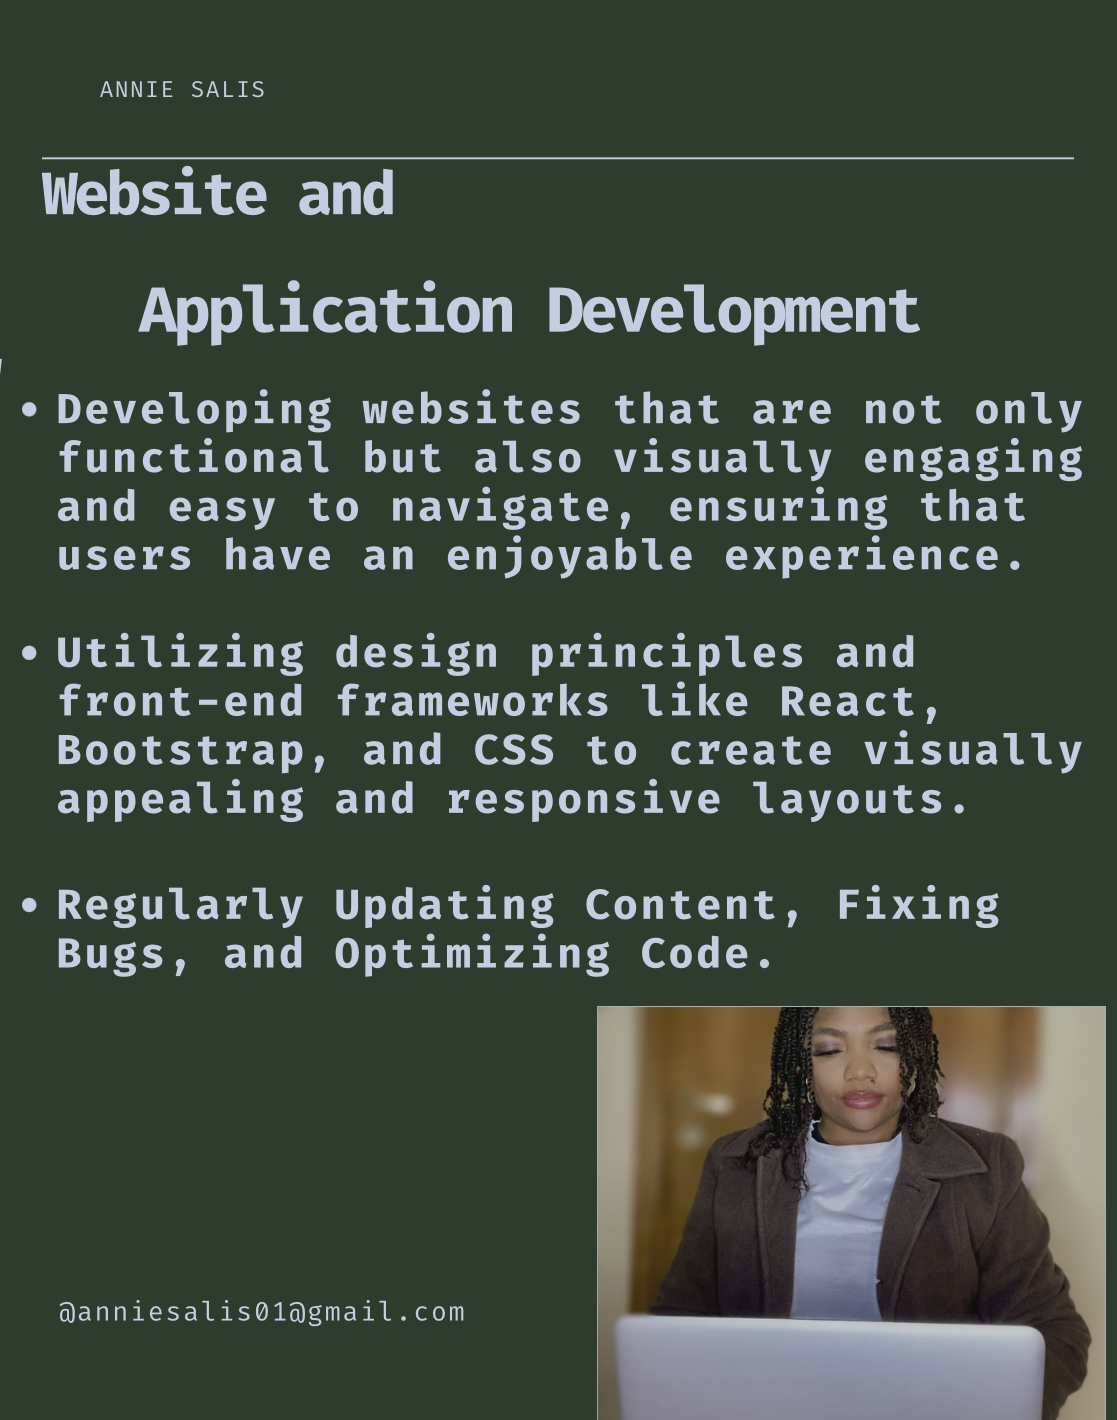 ANNIE SALIS
Website and
Application Development
• Developing websites that are not only
functional but also visually engaging
and easy to navigate, ensuring that
users have an enjoyable experience.
• Utilizing design principles and
front-end frameworks like React,
Bootstrap, and CSS to create visually
appealing and responsive layouts.
• Regularly Updating Content, Fixing
Bugs, and Optimizing Code.
@anniesalis01@gmail.com